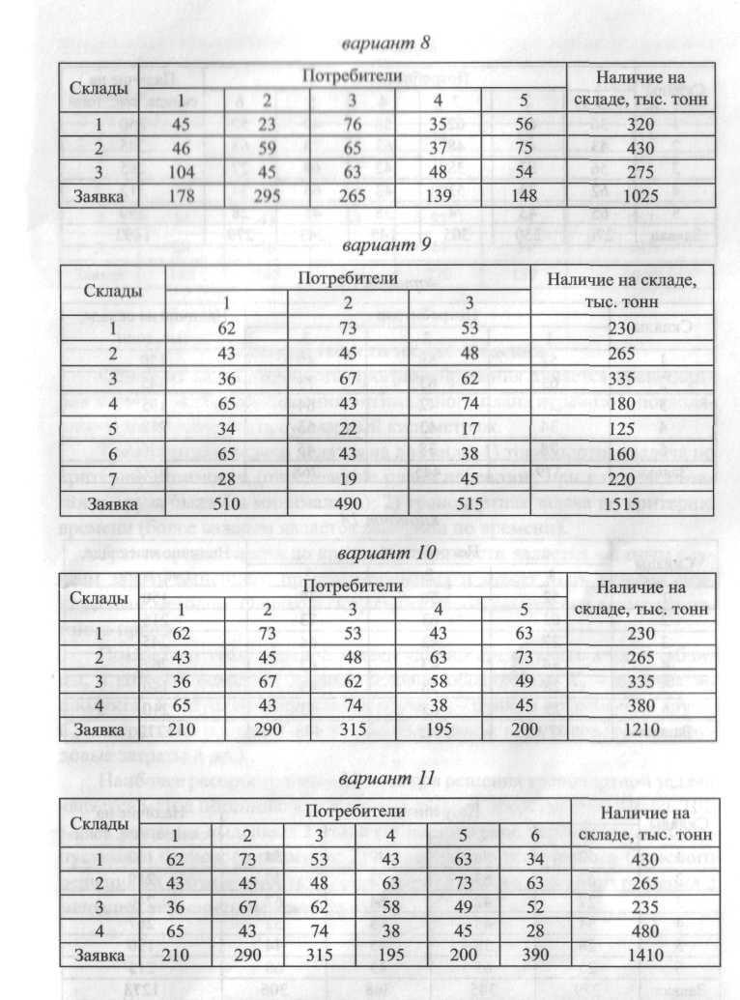 вариант 8
Склады Потребители Наличие на складе, тыс. тонн
1 2 3 4 5
1 45 23 76 35 56 320
2 46 59 65 37 75 430
3 104 45 63 48 54 275
Заявка 178 295 265 139 148 1025
вариант 9
Склады Потребители Наличие на складе, тыс. тонн
1 2 3
1 62 73 53 230
2 43 45 48 265
3 36 67 62 335
4 65 43 74 180
5 34 22 17 125
6 65 43 38 160
7 28 19 45 220
Заявка 510 490 515 1515
вариант 10
Склады Потребители Наличие на складе, тыс. тонн
1 2 3 4 5
1 62 73 53 43 63 230
2 43 45 48 63 73 265
3 36 67 62 58 49 335
4 65 43 74 38 45 380
Заявка 210 290 315 195 200 1210
вариант 11
Склады Потребители Наличие на складе, тыс. тонн
1 2 3 4 5 6
1 62 73 53 43 63 34 430
2 43 45 48 63 73 63 265
3 36 67 62 58 49 52 235
4 65 43 74 38 45 28 480
Заявка 210 290 315 195 200 390 1410